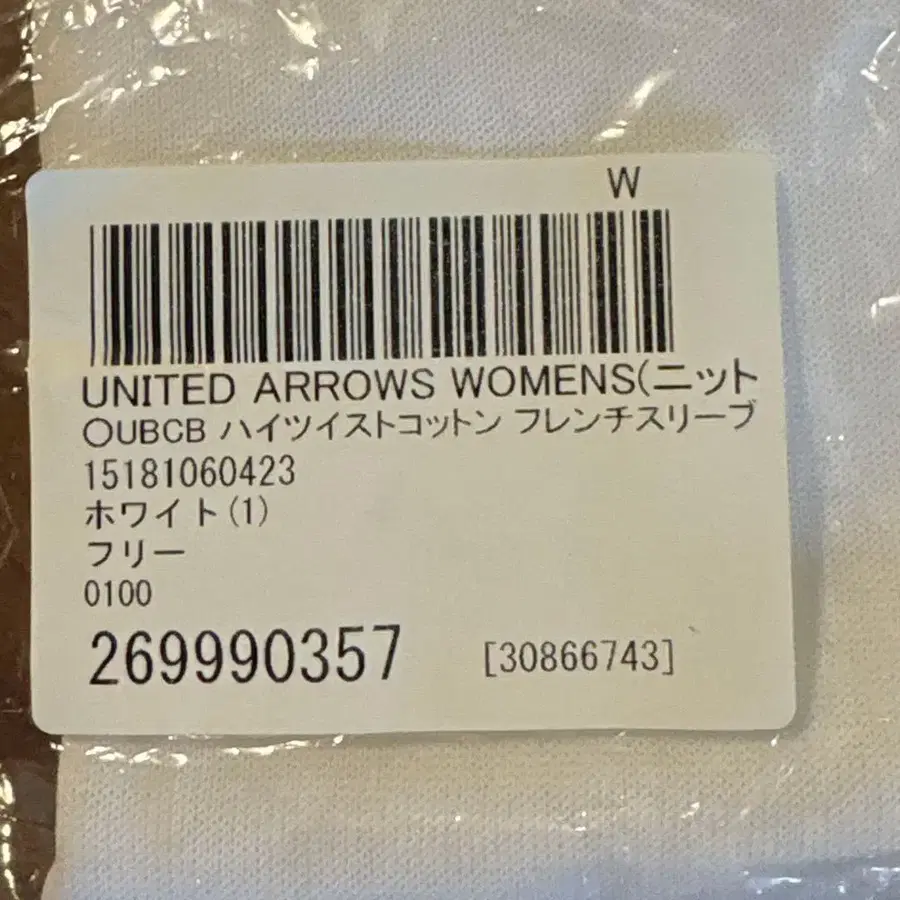 W
UNITED ARROWS WOMENS(ニット
〇UBCB ハイツイストコットン フレンチスリーブ
15181060423
ホワイト(1)
フリー
0100
269990357 [30866743]